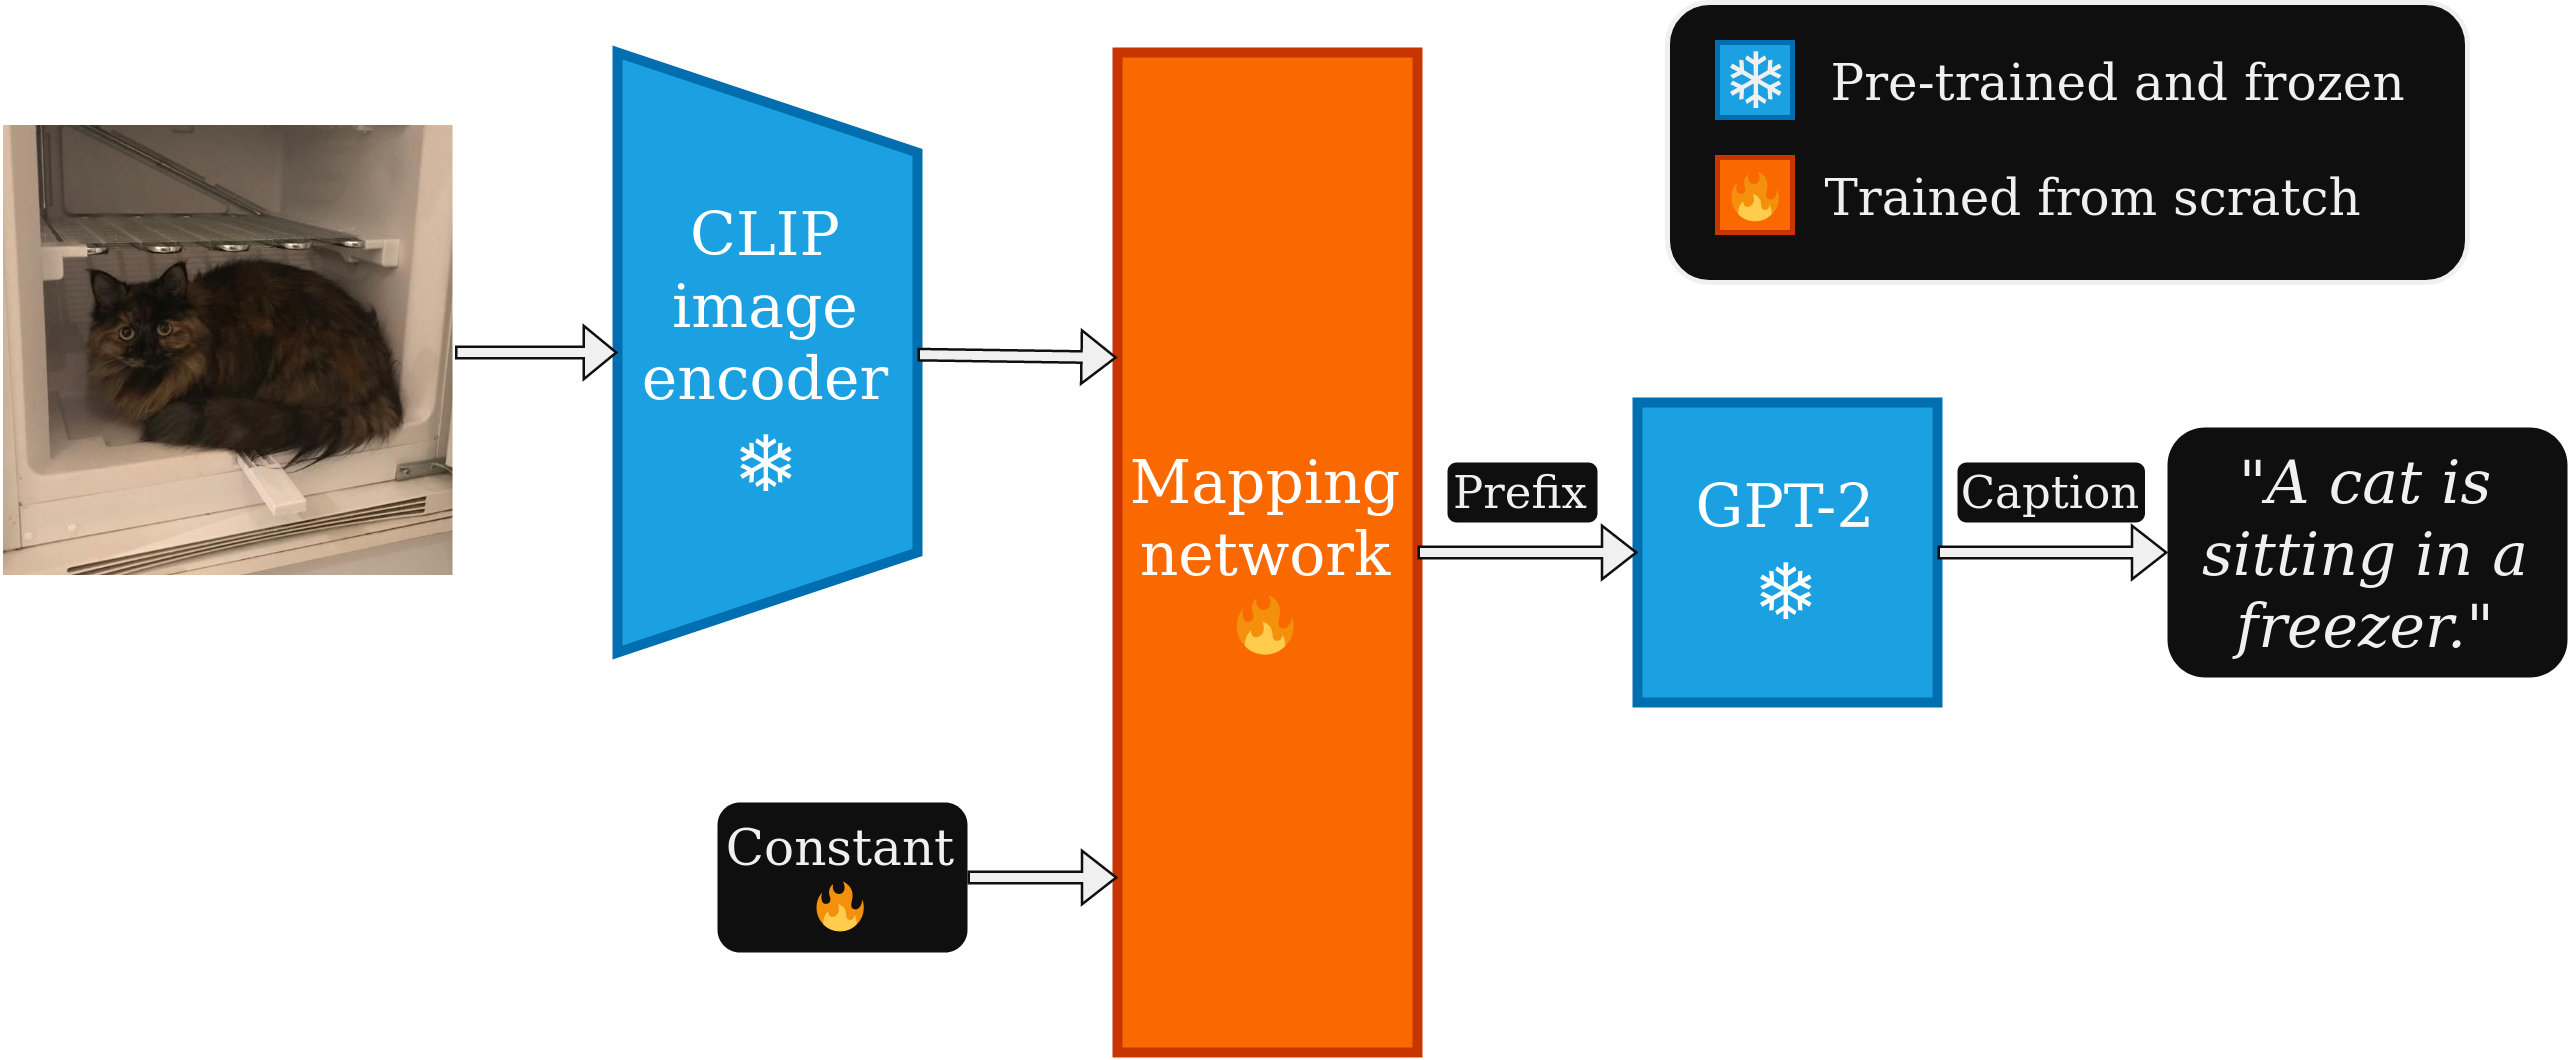 Pre-trained and frozen
Trained from scratch
CLIP
image
encoder
Mapping
network
Prefix
GPT-2
Caption
"A cat is
sitting in a
freezer."
Constant